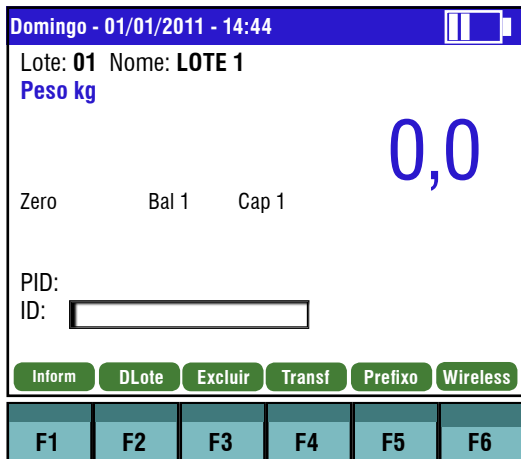 Domingo - 01/01/2011 - 14:44
Lote: 01 Nome: LOTE 1
Peso kg
0,0
Zero Bal 1 Cap 1
PID:
ID:
Inform DLote Excluir Transf Prefixo Wireless
F1 F2 F3 F4 F5 F6